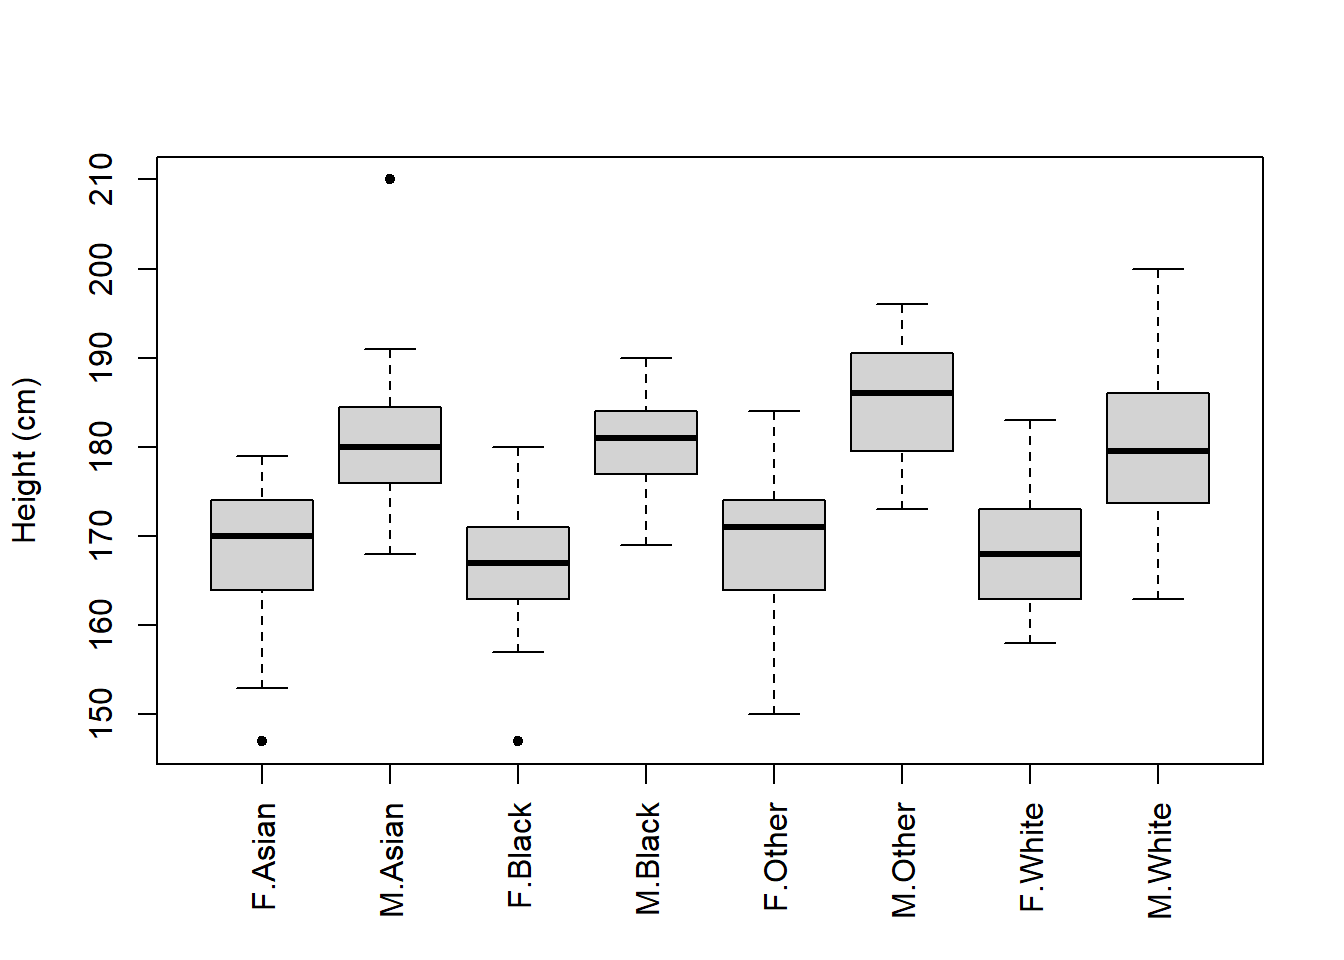 Height (cm)
210
200
190
180
170
160
150
F.Asian
M.Asian
F.Black
M.Black
F.Other
M.Other
F.White
M.White